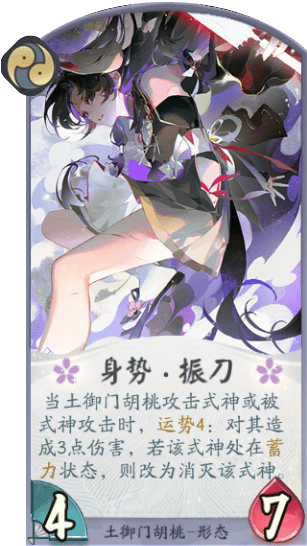 身势·振刀
当土御门胡桃攻击式神或被
式神攻击时，运势4：对其造
成3点伤害，若该式神处在蓄
力状态，则改为消灭该式神。
4
土御门胡桃-形态
7